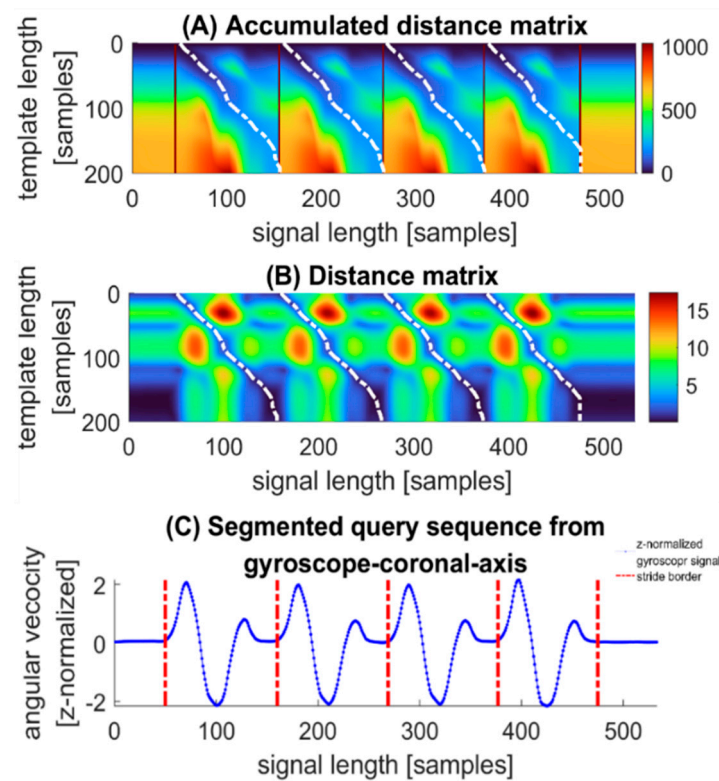 (A) Accumulated distance matrix
template length
[samples]
0
100
200
0 100 200 300 400 500
signal length [samples]
1000
500
0
(B) Distance matrix
template length
[samples]
0
100
200
0 100 200 300 400 500
signal length [samples]
15
10
5
(C) Segmented query sequence from
gyroscope-coronal-axis
z-normalized
gyroscopr signal
stride border
angular vecocity
[z-normalized]
2
0
-2
0 100 200 300 400 500
signal length [samples]